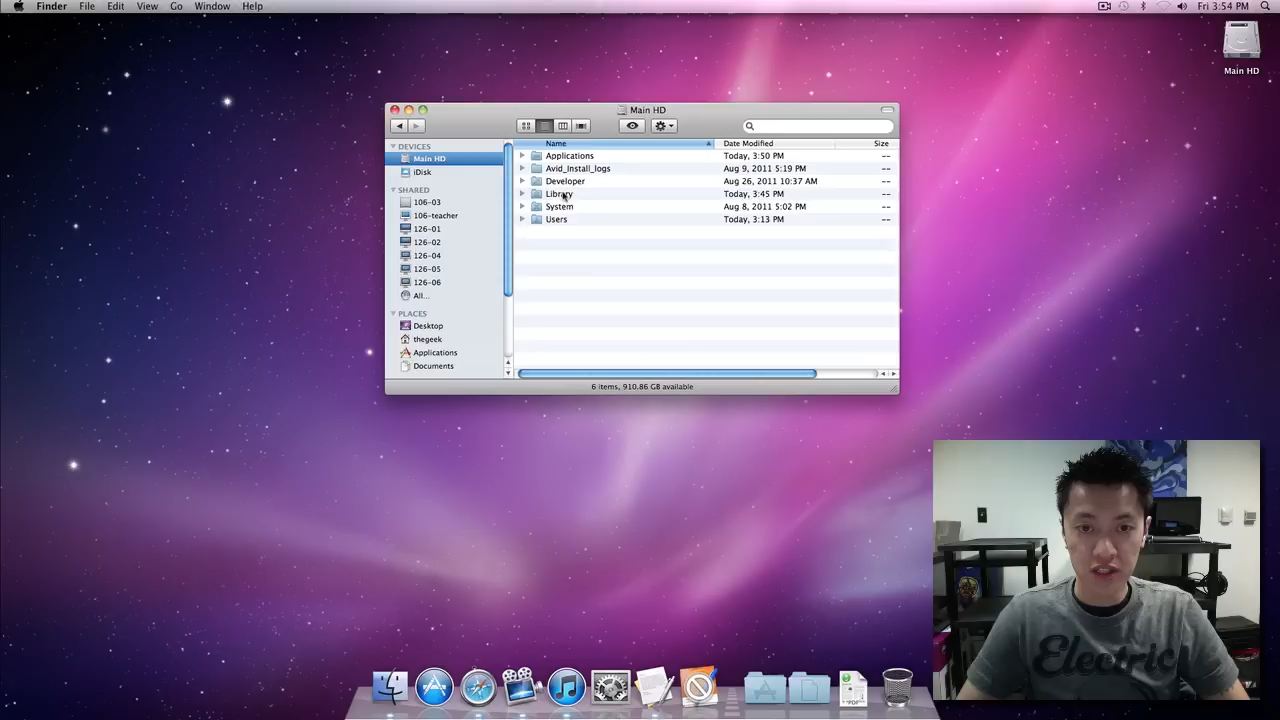 Finder File Edit View Go Window Help Fri 3:54 PM
Main HD
Main HD
DEVICES
Main HD
iDisk
SHARED
106-03
106-teacher
126-01
126-02
126-04
126-05
126-06
All...
PLACES
Desktop
thegeek
Applications
Documents
Name Date Modified Size
Applications Today, 3:50 PM --
Avid_Install_logs Aug 9, 2011 5:19 PM --
Developer Aug 26, 2011 10:37 AM --
Library Today, 3:45 PM --
System Aug 8, 2011 5:02 PM --
Users Today, 3:13 PM --
6 items, 910.86 GB available
Electric
PDF